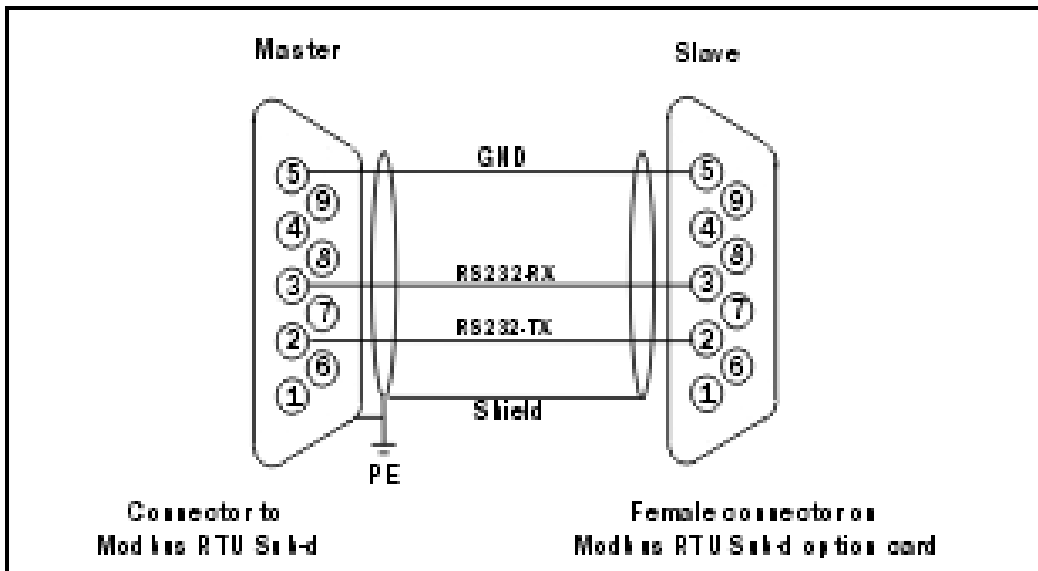 Master
Slave
GND
5
9
4
8
3
7
2
6
1
5
9
4
8
3
7
2
6
1
RS232-RX
RS232-TX
Shield
PE
Connector to
Modbus RTU Sub-d
Female connector on
Modbus RTU Sub-d option card